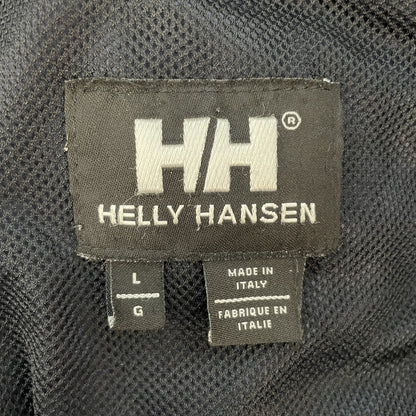 HH®
HELLY HANSEN
L
G
MADE IN
ITALY
FABRIQUE EN
ITALIE